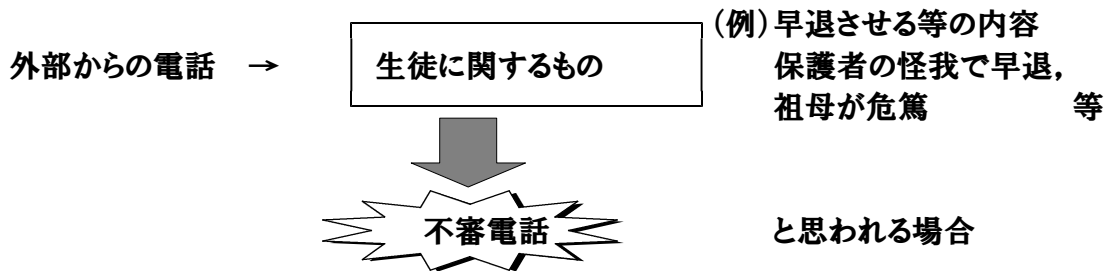 (例)早退させる等の内容
外部からの電話 → 生徒に関するもの 保護者の怪我で早退,
祖母が危篤 等
不審電話 と思われる場合